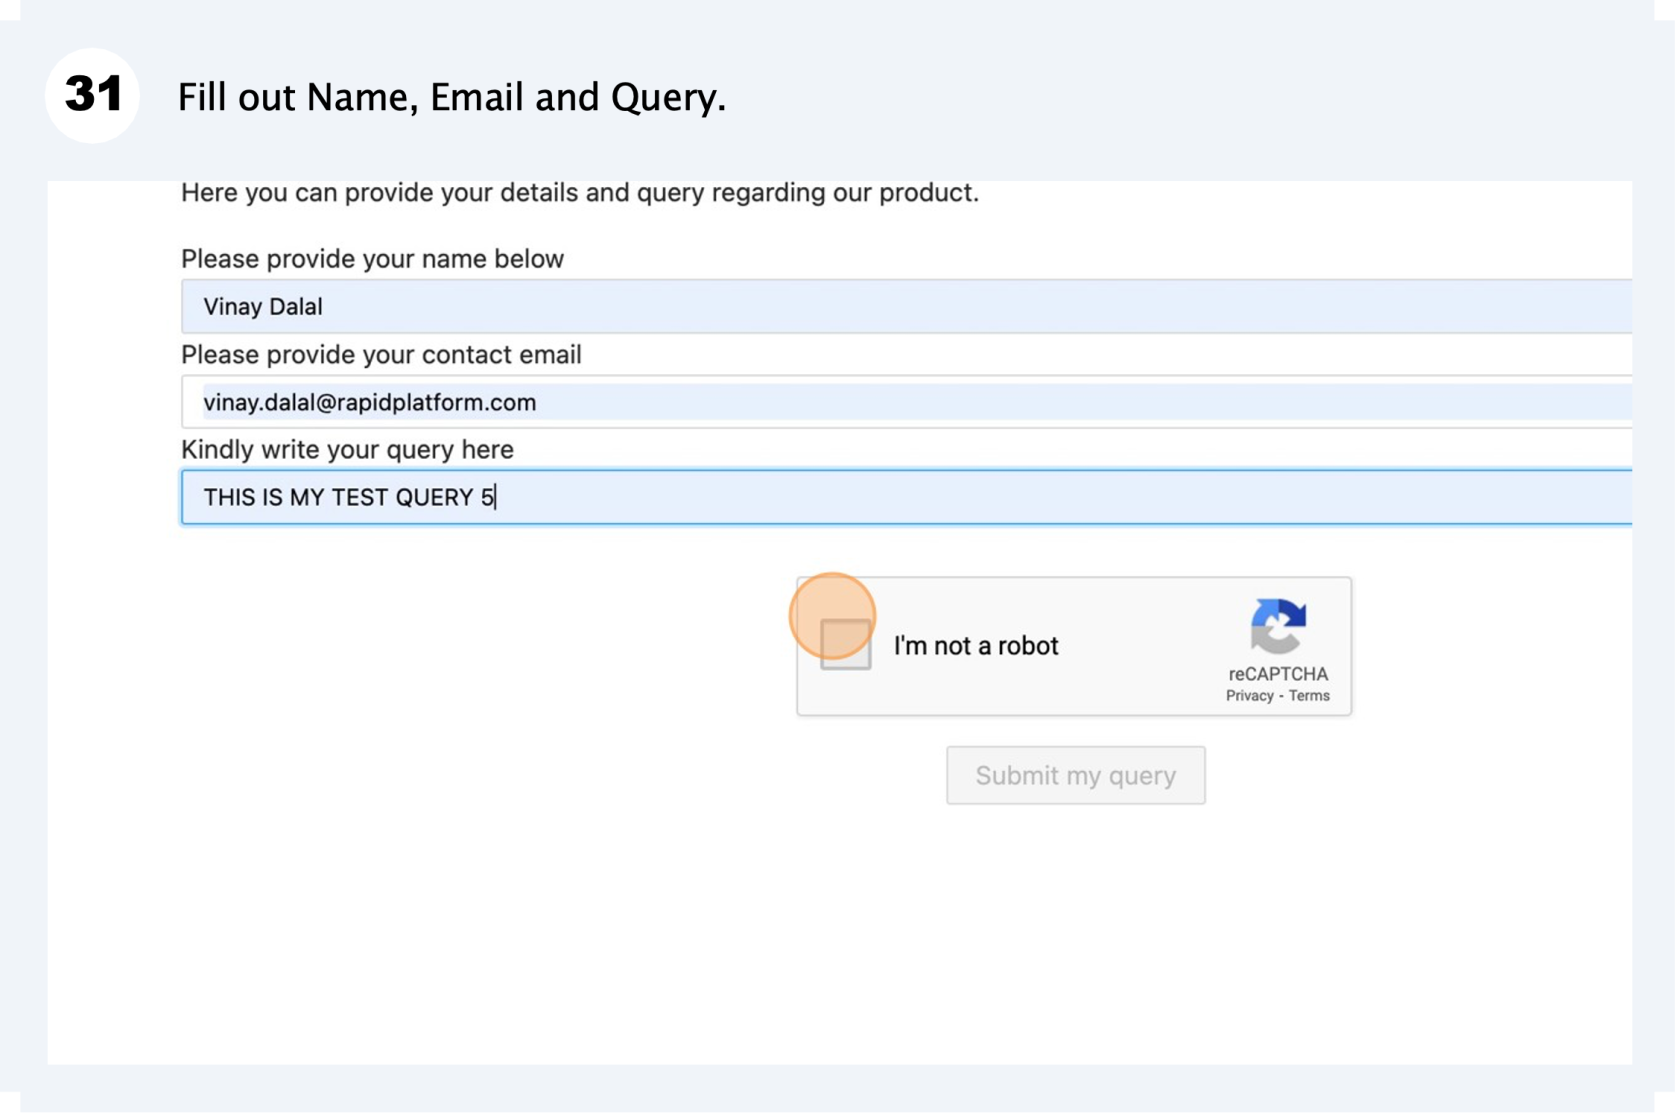 31
Fill out Name, Email and Query.
Here you can provide your details and query regarding our product.
Please provide your name below
Vinay Dalal
Please provide your contact email
vinay.dalal@rapidplatform.com
Kindly write your query here
THIS IS MY TEST QUERY 5
I'm not a robot
reCAPTCHA
Privacy - Terms
Submit my query